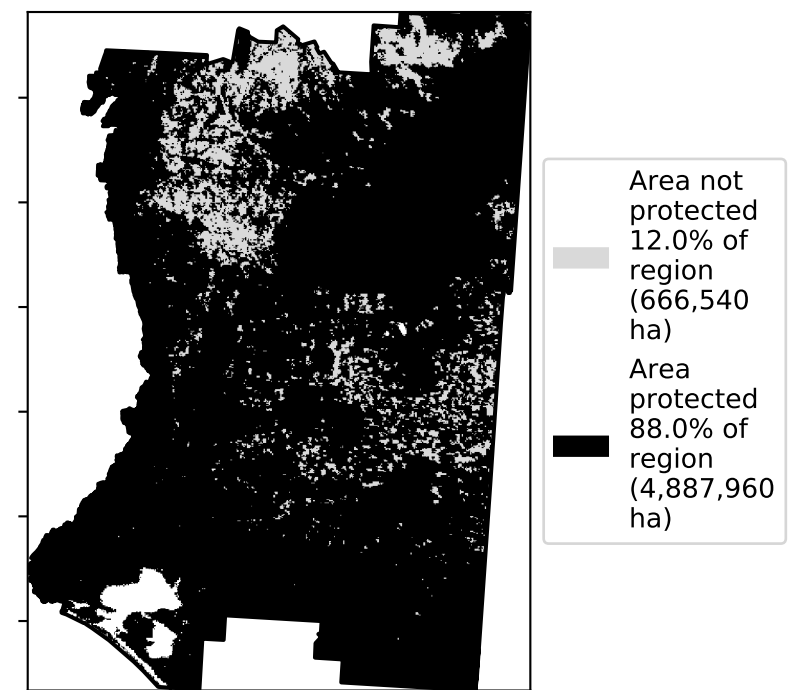 Area not
protected
12.0% of
region
(666,540
ha)
Area
protected
88.0% of
region
(4,887,960
ha)